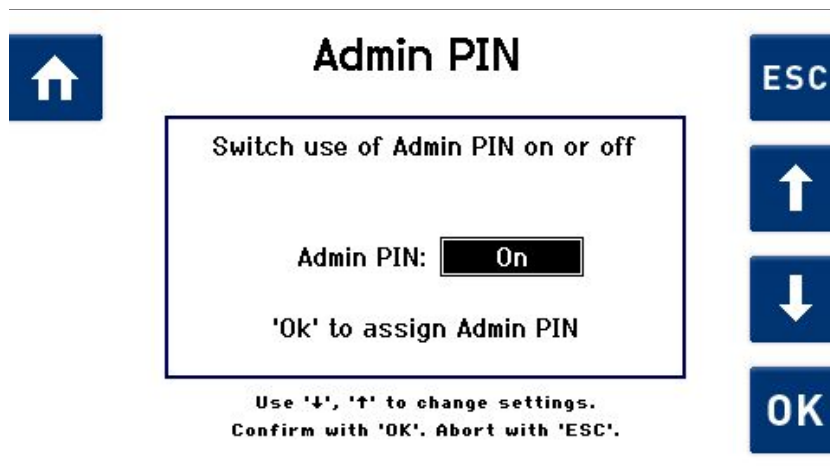 Admin PIN
ESC
Switch use of Admin PIN on or off
Admin PIN: On
'Ok' to assign Admin PIN
Use '↓', '↑' to change settings.
Confirm with 'OK'. Abort with 'ESC'.
OK